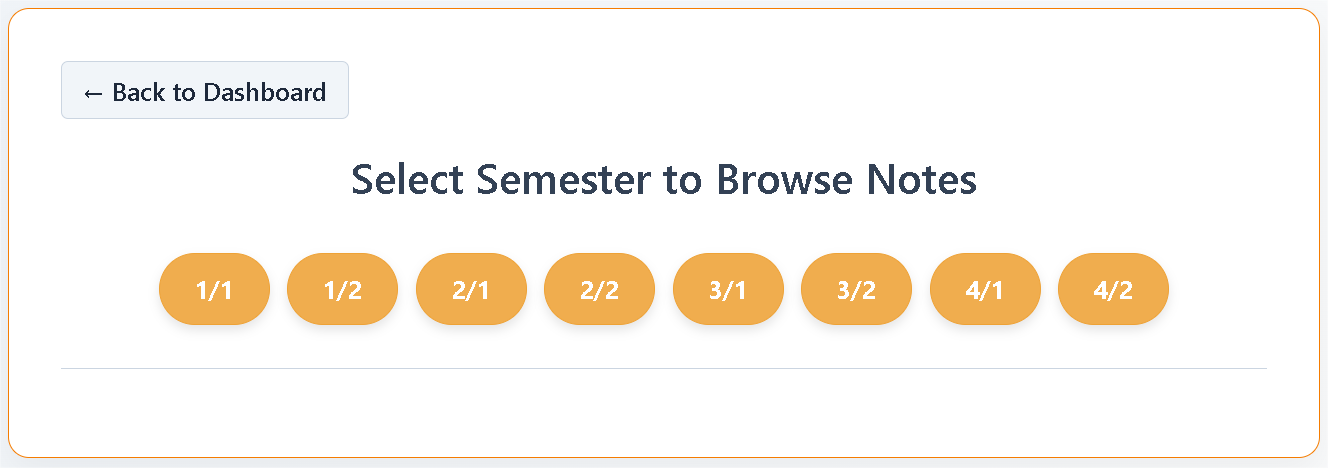 ← Back to Dashboard
Select Semester to Browse Notes
1/1 1/2 2/1 2/2 3/1 3/2 4/1 4/2